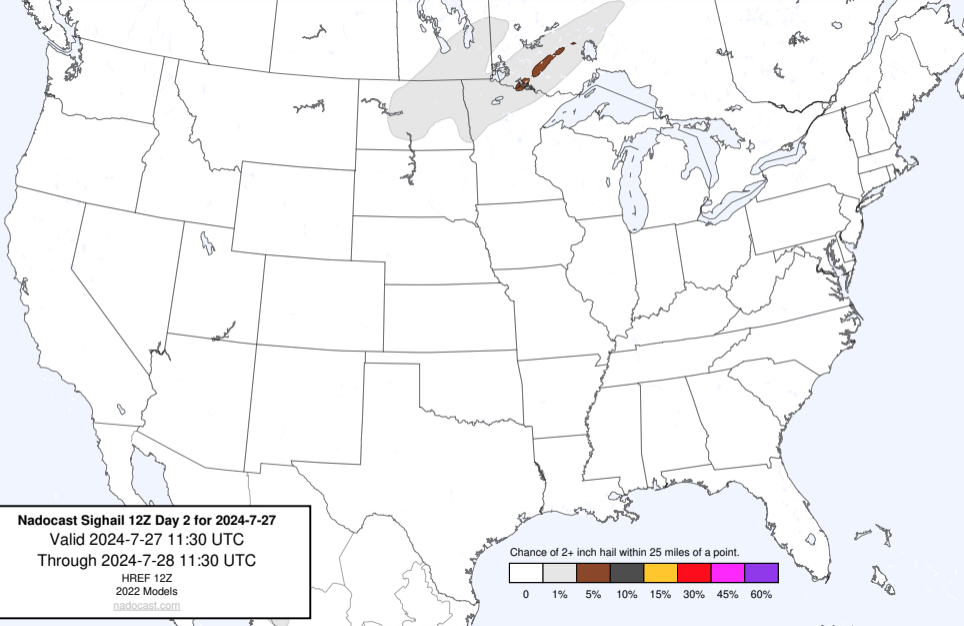 Nadocast Sighail 12Z Day 2 for 2024-7-27
Valid 2024-7-27 11:30 UTC
Through 2024-7-28 11:30 UTC
HREF 12Z
2022 Models
nadocast.com
Chance of 2+ inch hail within 25 miles of a point.
0 1% 5% 10% 15% 30% 45% 60%